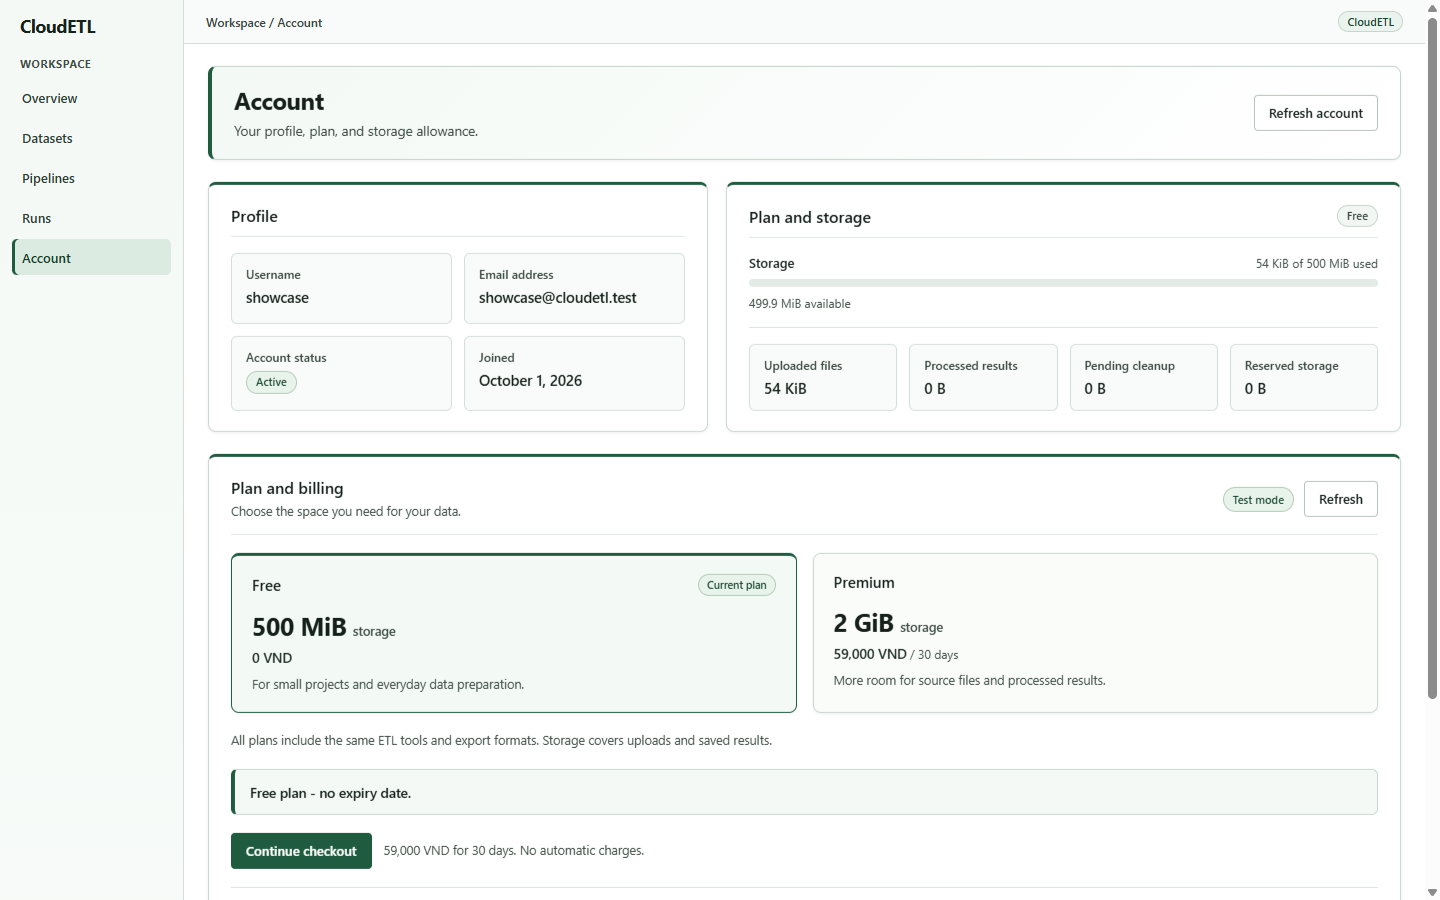 CloudETL
WORKSPACE
Overview
Datasets
Pipelines
Runs
Account
Workspace / Account
CloudETL
Account
Your profile, plan, and storage allowance.
Refresh account
Profile
Username
showcase
Email address
showcase@cloudetl.test
Account status
Active
Joined
October 1, 2026
Plan and storage
Free
Storage
54 KiB of 500 MiB used
499.9 MiB available
Uploaded files
54 KiB
Processed results
0 B
Pending cleanup
0 B
Reserved storage
0 B
Plan and billing
Choose the space you need for your data.
Test mode
Refresh
Free
Current plan
500 MiB storage
0 VND
For small projects and everyday data preparation.
Premium
2 GiB storage
59,000 VND / 30 days
More room for source files and processed results.
All plans include the same ETL tools and export formats. Storage covers uploads and saved results.
Free plan - no expiry date.
Continue checkout
59,000 VND for 30 days. No automatic charges.